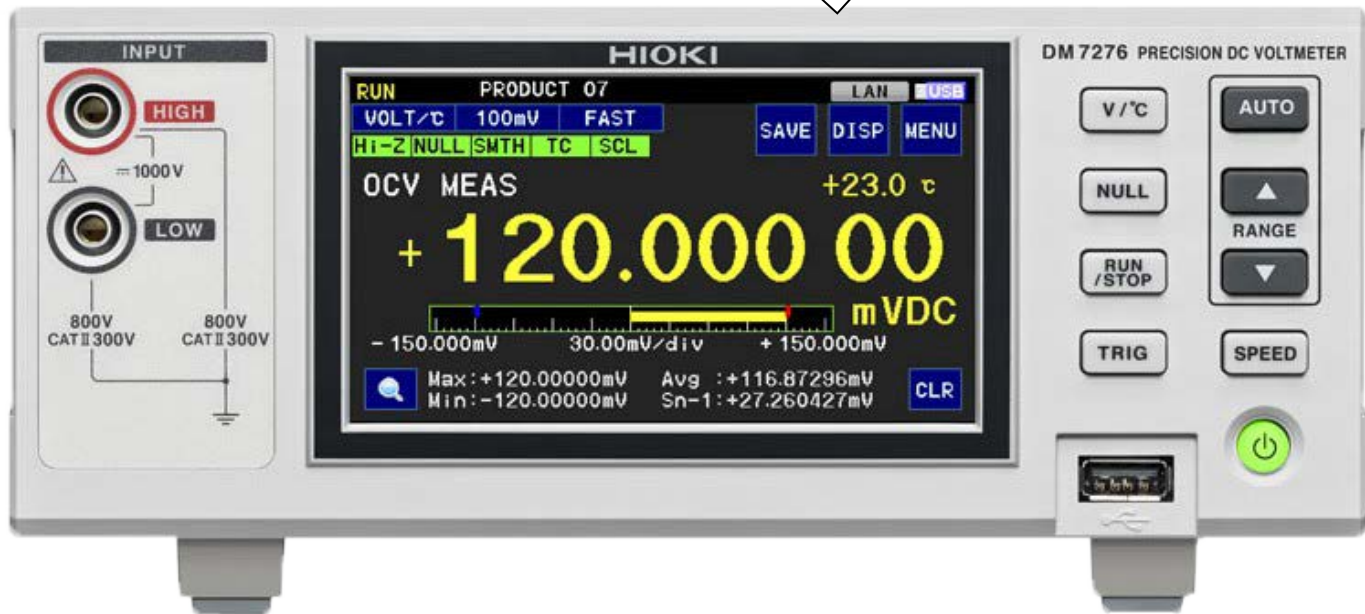 INPUT
HIGH
⎓ 1000 V
LOW
800V
CAT II 300V
800V
CAT II 300V
HIOKI
RUN PRODUCT 07 LAN USB
VOLT/℃ 100mV FAST
SAVE DISP MENU
Hi-Z NULL SMTH TC SCL
OCV MEAS +23.0 ℃
+120.000 00
mVDC
- 150.000mV 30.00mV/div + 150.000mV
Max:+120.00000mV Avg :+116.87296mV
Min:-120.00000mV Sn-1:+27.260427mV
CLR
DM 7276 PRECISION DC VOLTMETER
V/℃ AUTO
NULL
RANGE
RUN
/STOP
TRIG SPEED